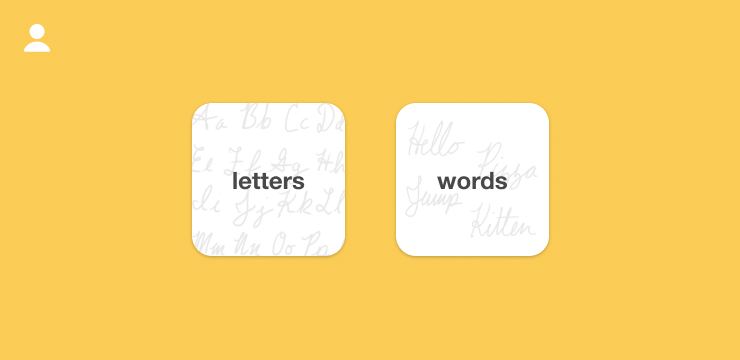 Aa Bb Cc Dd
Ee Ff Gg Hh
letters
Jj Kk Ll
Mm Nn Oo Pp
Hello
Pizza
words
Jump
Kitten